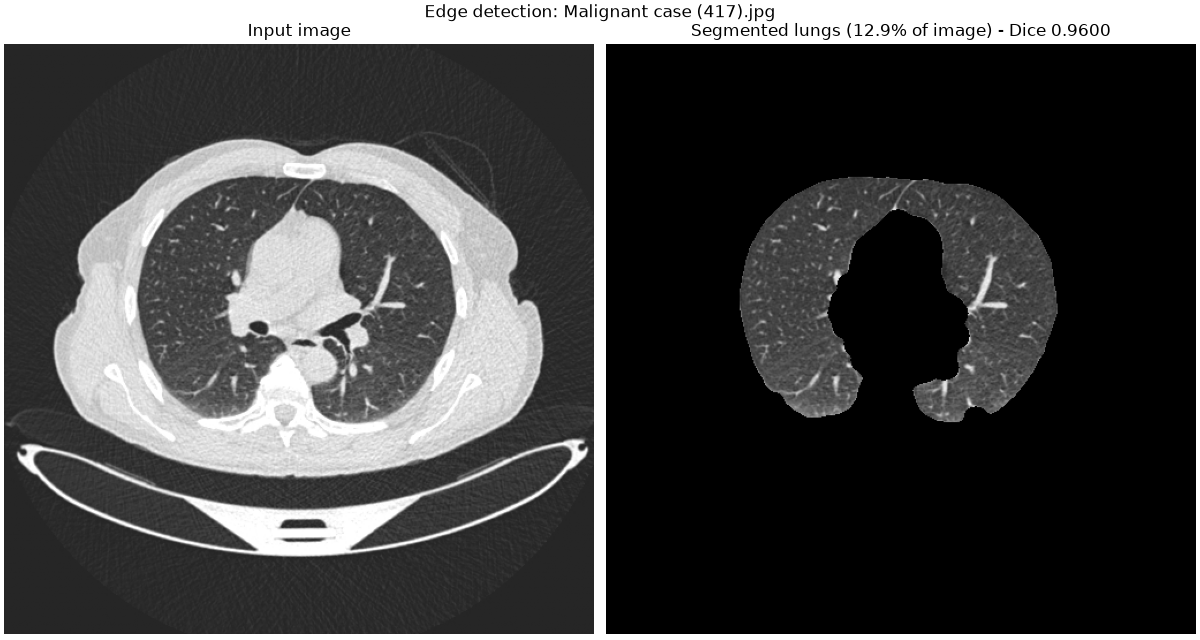 Edge detection: Malignant case (417).jpg
Input image
Segmented lungs (12.9% of image) - Dice 0.9600